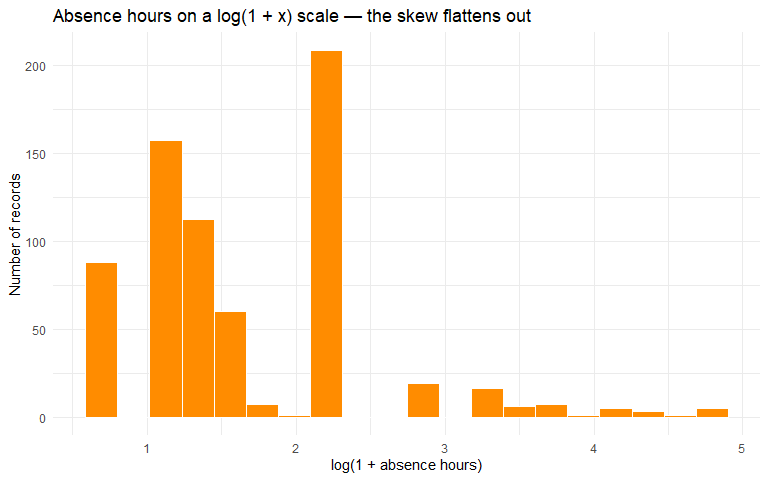 Absence hours on a log(1 + x) scale — the skew flattens out
Number of records
200
150
100
50
0
1 2 3 4 5
log(1 + absence hours)